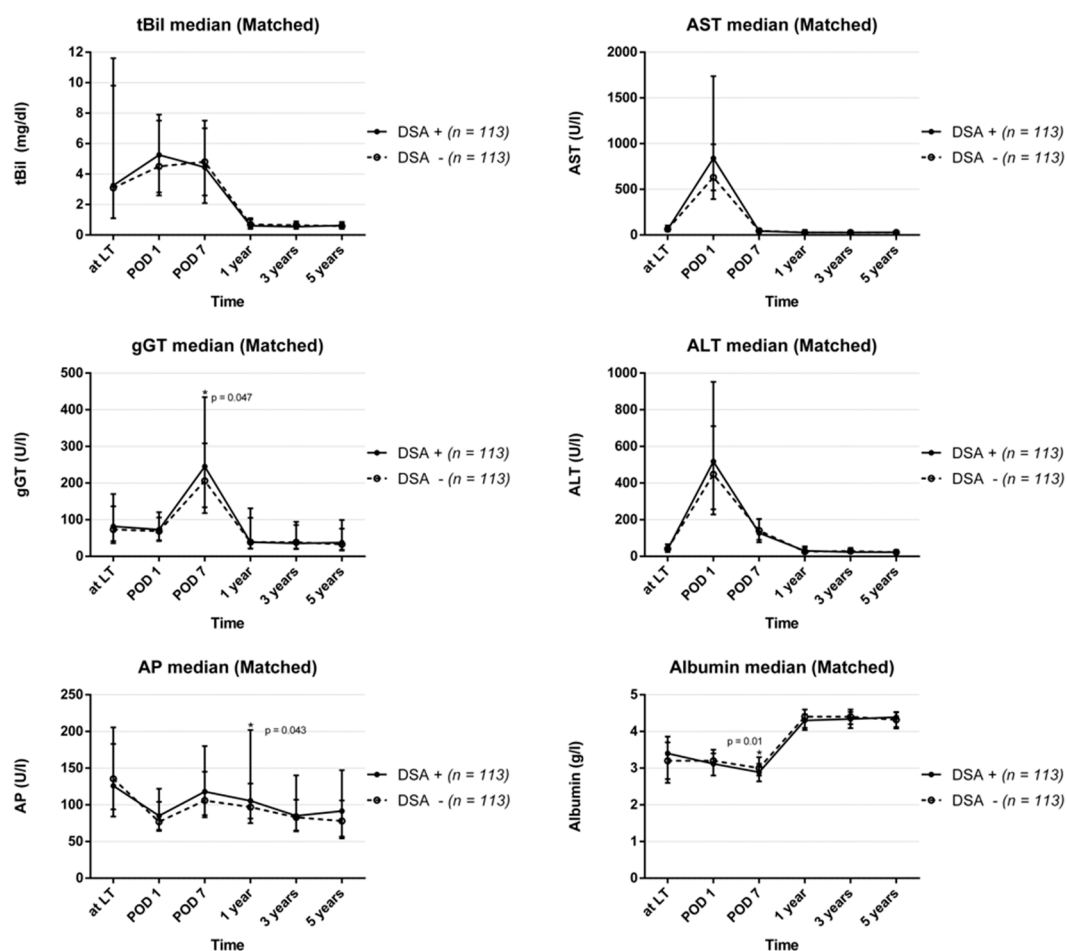 tBil median (Matched)
12
10
8
6
4
2
0
tBil (mg/dl)
at LT
POD 1
POD 7
1 year
3 years
5 years
Time
DSA + (n = 113)
DSA - (n = 113)
AST median (Matched)
2000
1500
1000
500
0
AST (U/l)
at LT
POD 1
POD 7
1 year
3 years
5 years
Time
DSA + (n = 113)
DSA - (n = 113)
gGT median (Matched)
500
400
300
200
100
0
gGT (U/l)
* p = 0.047
at LT
POD 1
POD 7
1 year
3 years
5 years
Time
DSA + (n = 113)
DSA - (n = 113)
ALT median (Matched)
1000
800
600
400
200
0
ALT (U/l)
at LT
POD 1
POD 7
1 year
3 years
5 years
Time
DSA + (n = 113)
DSA - (n = 113)
AP median (Matched)
250
200
150
100
50
0
AP (U/l)
* p = 0.043
at LT
POD 1
POD 7
1 year
3 years
5 years
Time
DSA + (n = 113)
DSA - (n = 113)
Albumin median (Matched)
5
4
3
2
1
0
Albumin (g/l)
p = 0.01
*
at LT
POD 1
POD 7
1 year
3 years
5 years
Time
DSA + (n = 113)
DSA - (n = 113)